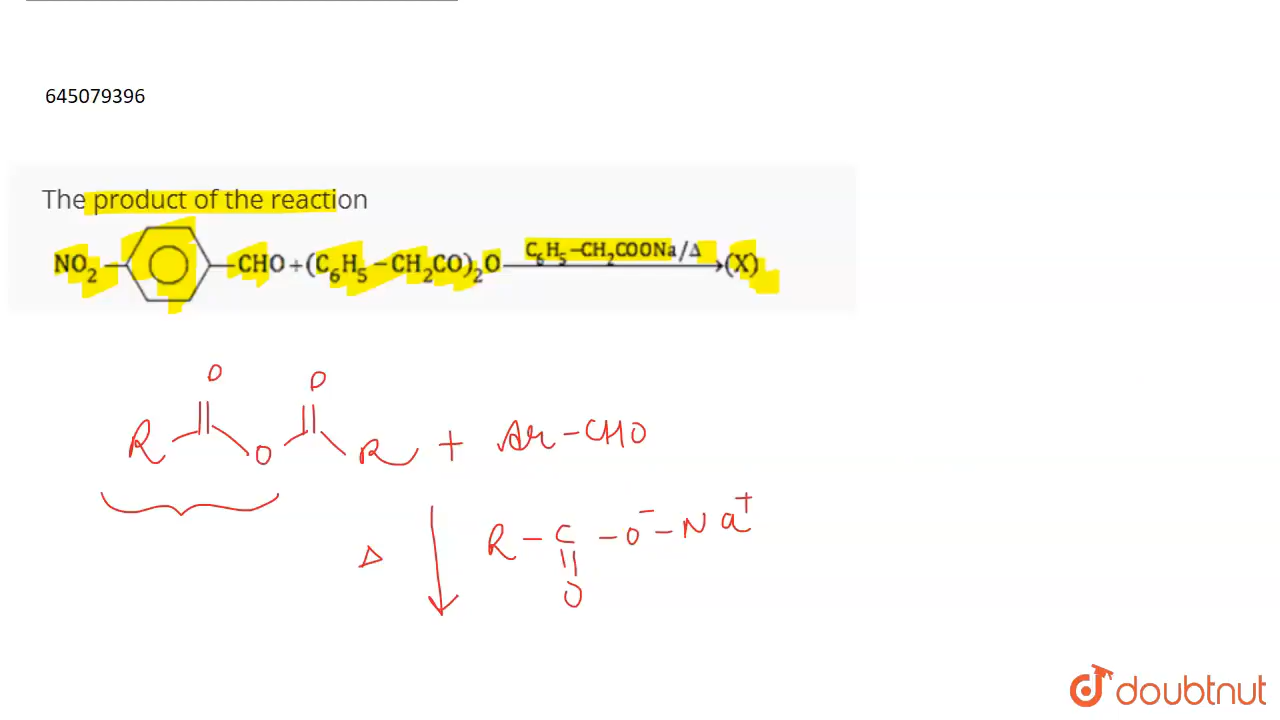 645079396
The product of the reaction
NO2 -CHO+(C6H5-CH2CO)2O C6H5-CH2COONa/Δ (X)
O O
R O R + Ar-CHO
Δ R-C-O⁻-Na⁺
O
doubtnut